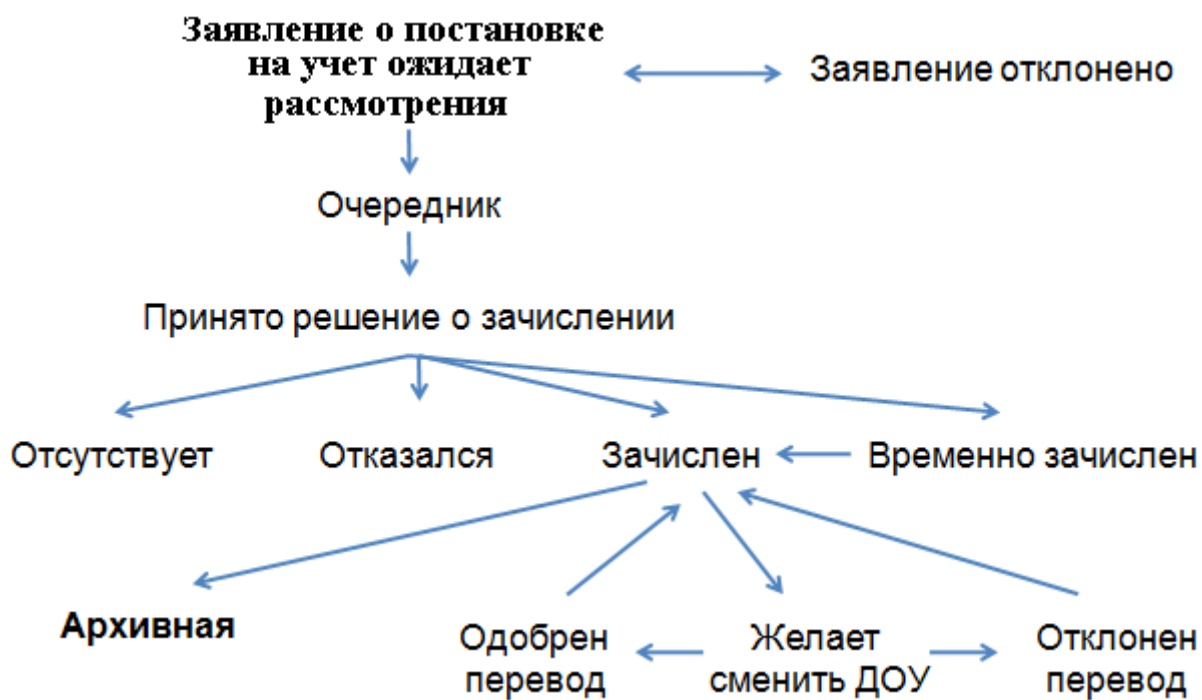 Заявление о постановке
на учет ожидает
рассмотрения
Заявление отклонено
Очередник
Принято решение о зачислении
Отсутствует
Отказался
Зачислен
Временно зачислен
Архивная
Одобрен
перевод
Желает
сменить ДОУ
Отклонен
перевод